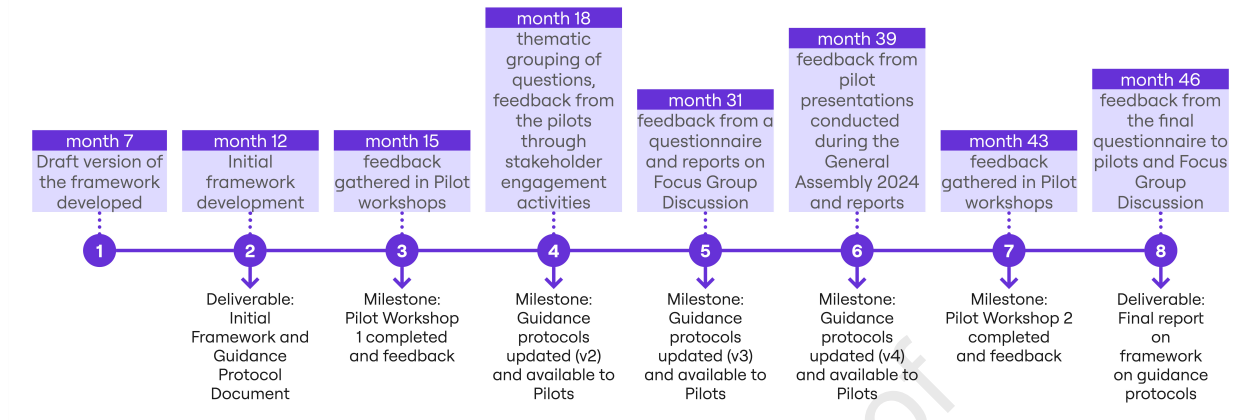 month 7
Draft version of
the framework
developed
month 12
Initial
framework
development
month 15
feedback
gathered in Pilot
workshops
month 18
thematic
grouping of
questions,
feedback from
the pilots
through
stakeholder
engagement
activities
month 31
feedback from a
questionnaire
and reports on
Focus Group
Discussion
month 39
feedback from
pilot
presentations
conducted
during the
General
Assembly 2024
and reports
month 43
feedback
gathered in Pilot
workshops
month 46
feedback from
the final
questionnaire to
pilots and Focus
Group
Discussion
1
2
3
4
5
6
7
8
Deliverable:
Initial
Framework and
Guidance
Protocol
Document
Milestone:
Pilot Workshop
1 completed
and feedback
Milestone:
Guidance
protocols
updated (v2)
and available to
Pilots
Milestone:
Guidance
protocols
updated (v3)
and available to
Pilots
Milestone:
Guidance
protocols
updated (v4)
and available to
Pilots
Milestone:
Pilot Workshop 2
completed
and feedback
Deliverable:
Final report
on
framework
on guidance
protocols
of